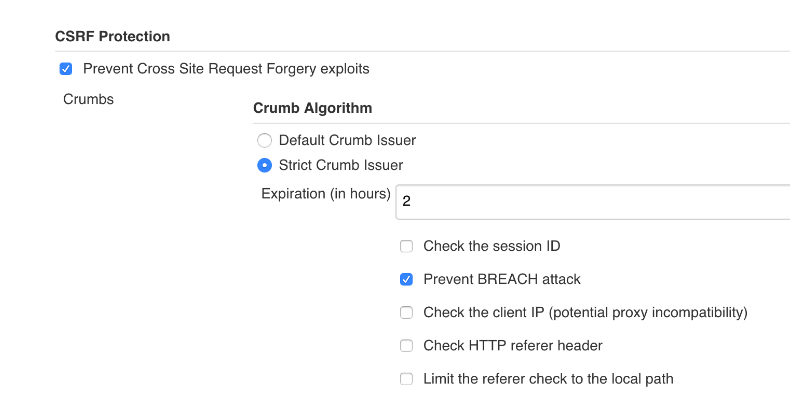 CSRF Protection
Prevent Cross Site Request Forgery exploits
Crumbs
Crumb Algorithm
Default Crumb Issuer
Strict Crumb Issuer
Expiration (in hours) 2
Check the session ID
Prevent BREACH attack
Check the client IP (potential proxy incompatibility)
Check HTTP referer header
Limit the referer check to the local path